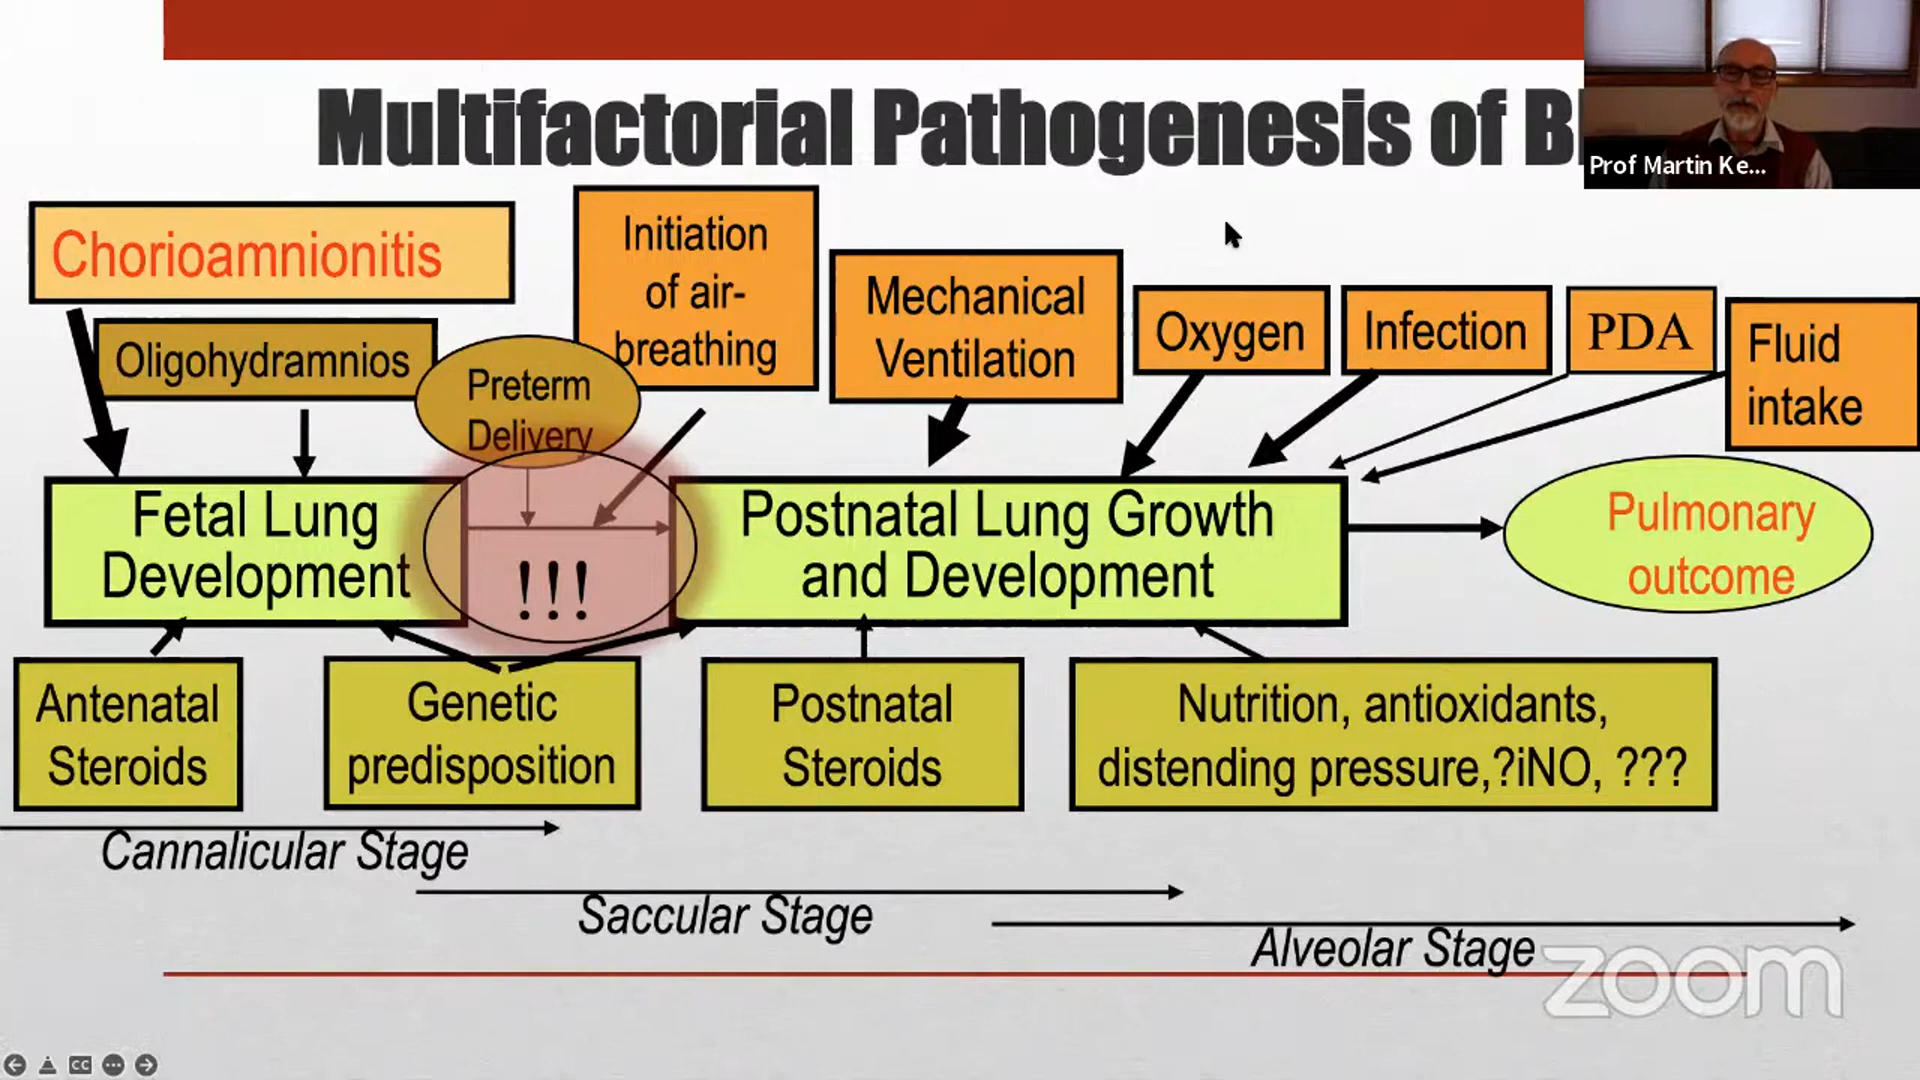 Multifactorial Pathogenesis of
Prof Martin Ke...
Chorioamnionitis
Oligohydramnios
Preterm
Delivery
Initiation
of air-
breathing
Mechanical
Ventilation
Oxygen
Infection
PDA
Fluid
intake
Fetal Lung
Development
!!!
Postnatal Lung Growth
and Development
Pulmonary
outcome
Antenatal
Steroids
Genetic
predisposition
Postnatal
Steroids
Nutrition, antioxidants,
distending pressure,?iNO, ???
Cannalicular Stage
Saccular Stage
Alveolar Stage
zoom
CC